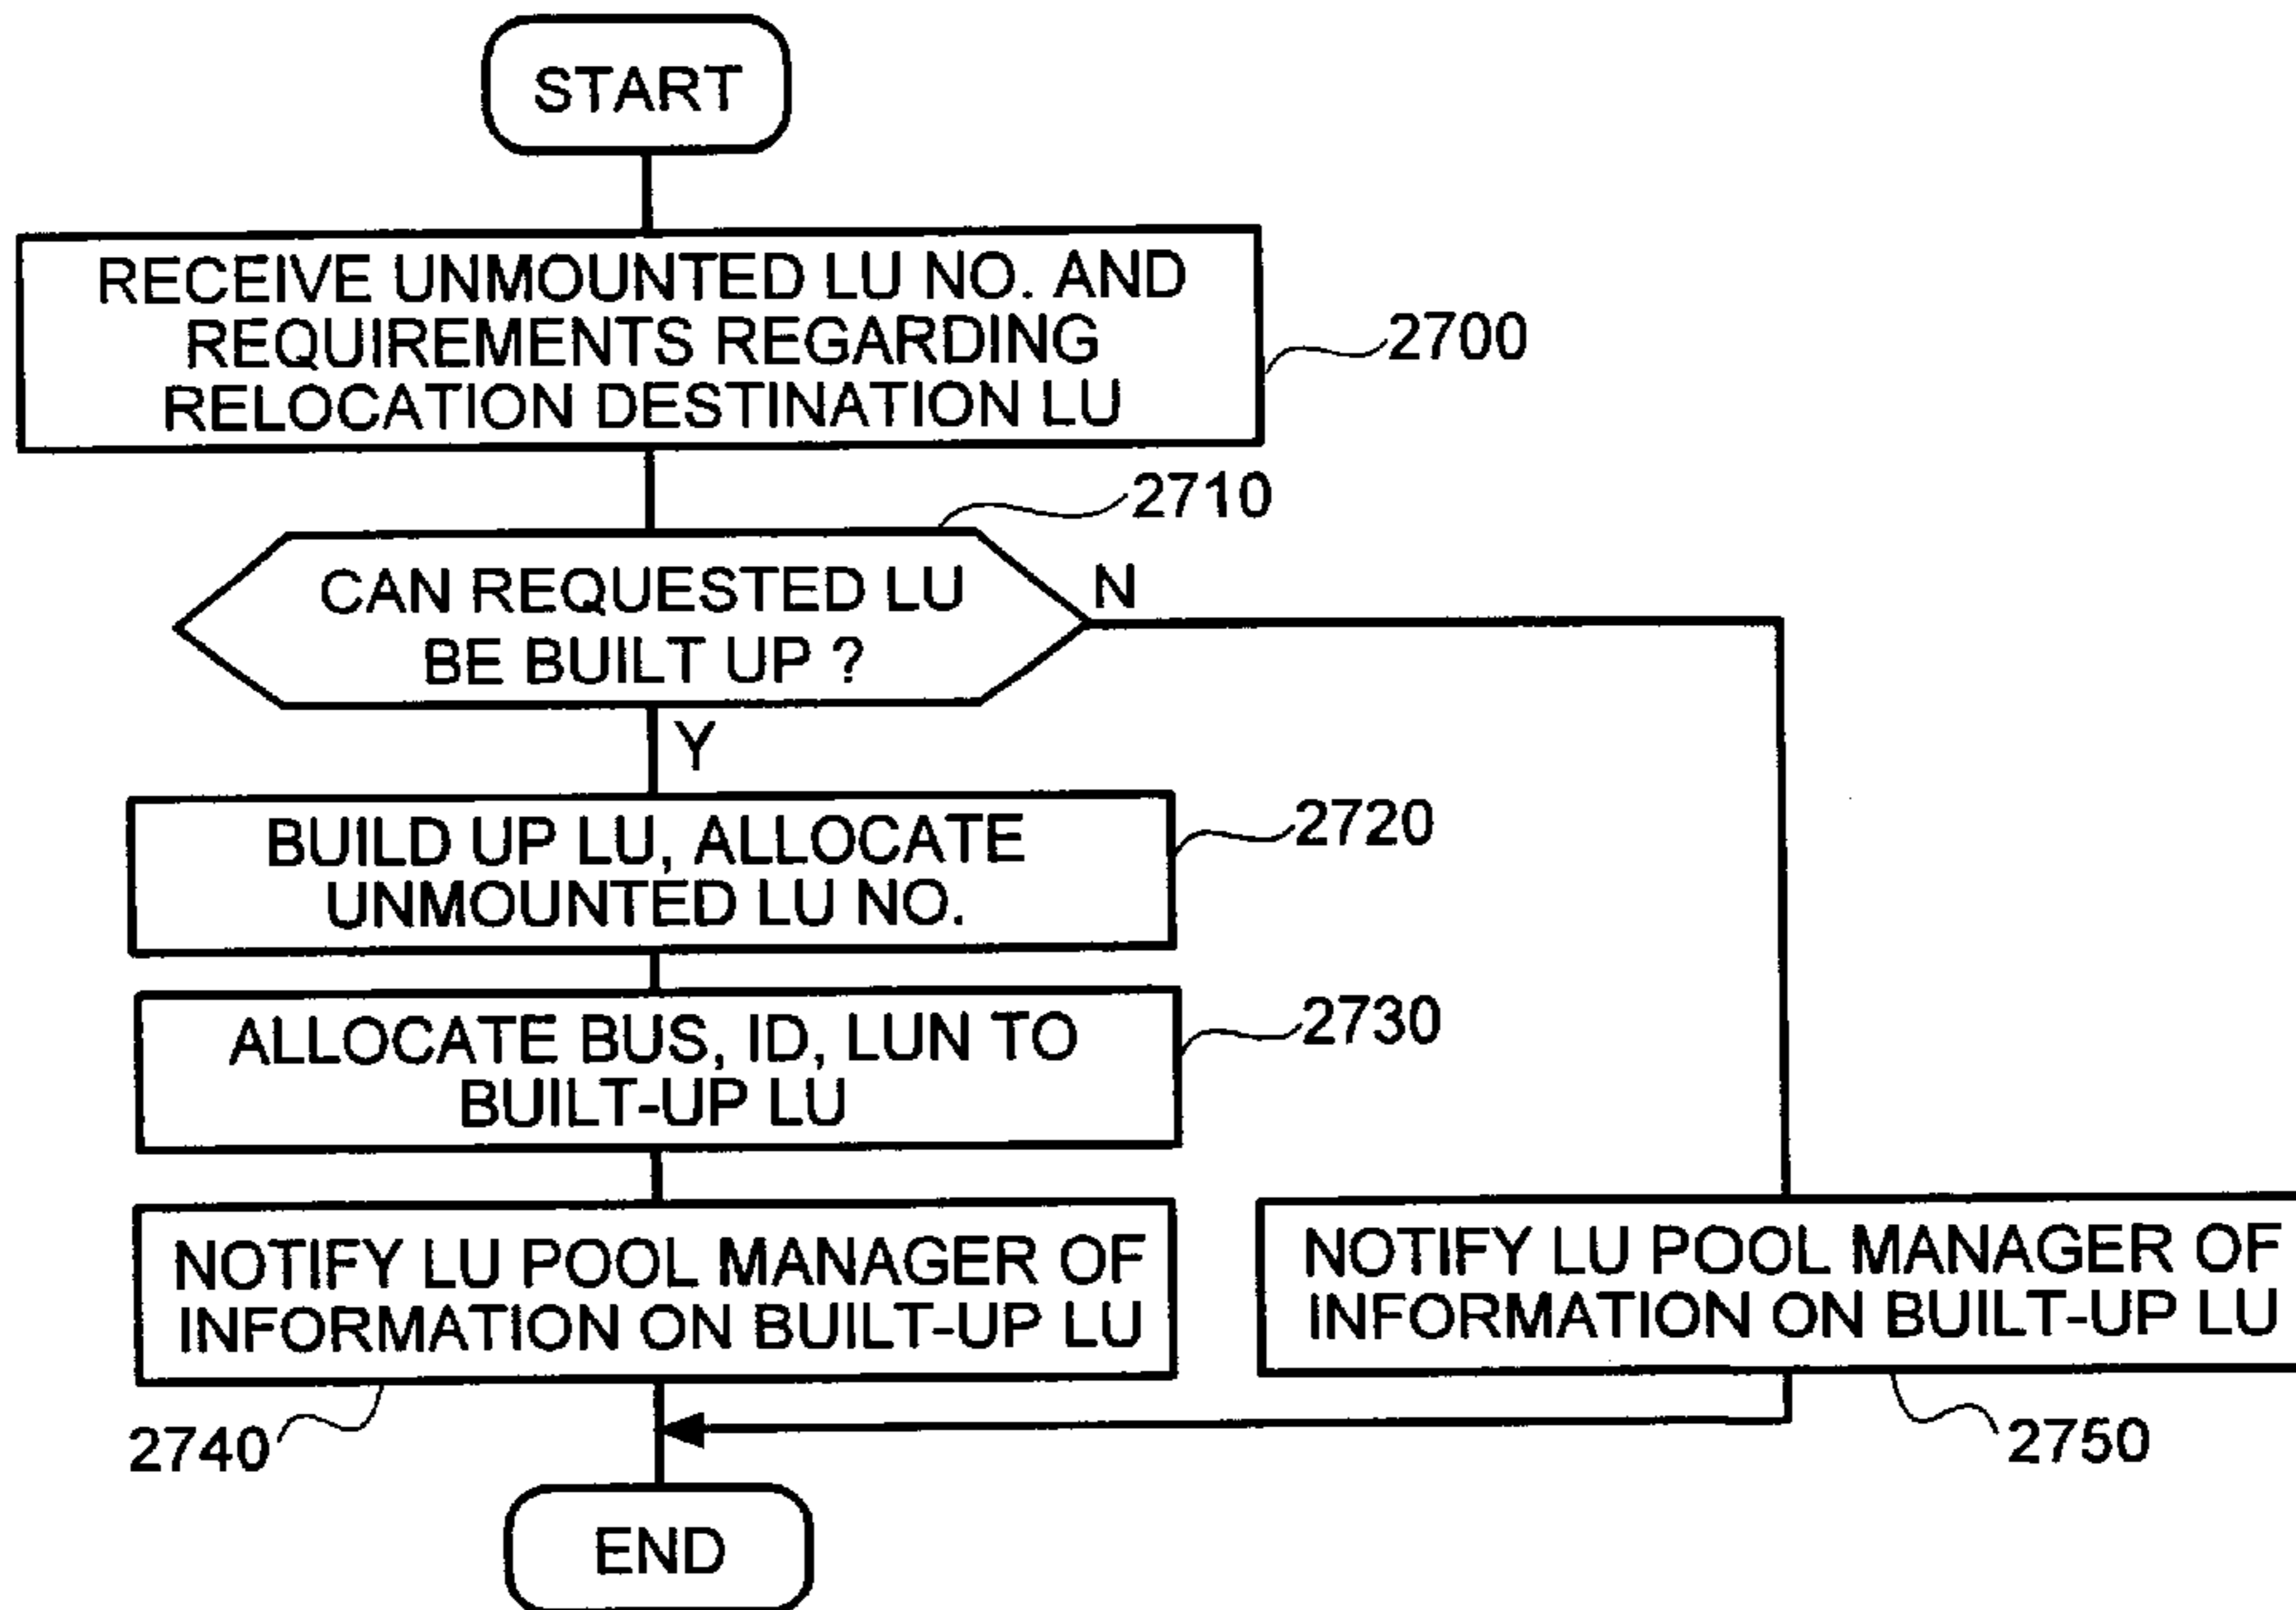 START
RECEIVE UNMOUNTED LU NO. AND
REQUIREMENTS REGARDING
RELOCATION DESTINATION LU
2700
2710
CAN REQUESTED LU
BE BUILT UP ?
N
Y
BUILD UP LU, ALLOCATE
UNMOUNTED LU NO.
2720
ALLOCATE BUS, ID, LUN TO
BUILT-UP LU
2730
NOTIFY LU POOL MANAGER OF
INFORMATION ON BUILT-UP LU
2740
NOTIFY LU POOL MANAGER OF
INFORMATION ON BUILT-UP LU
2750
END